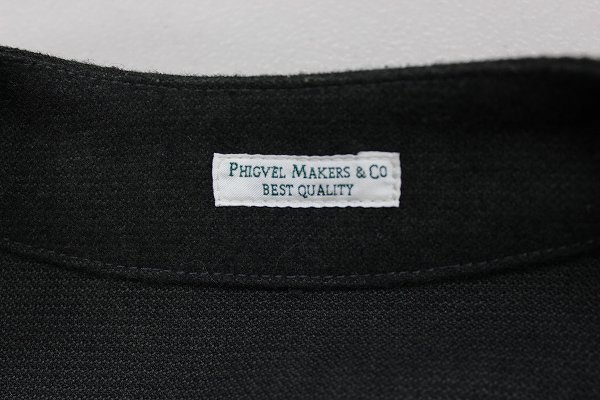 PHIGVEL MAKERS & CO
BEST QUALITY